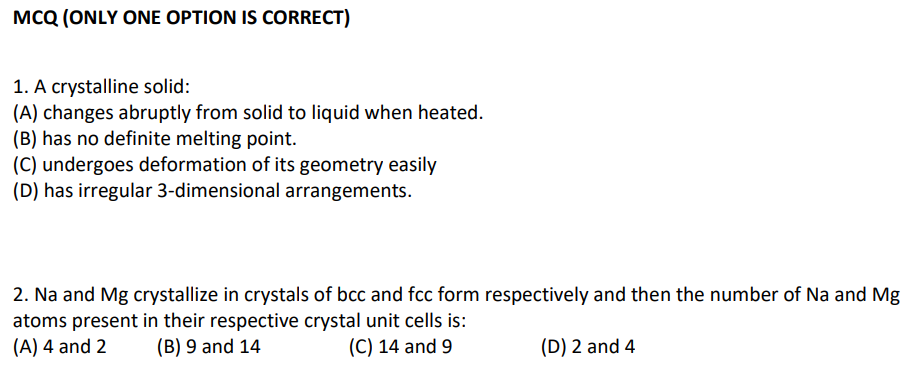 MCQ (ONLY ONE OPTION IS CORRECT)
1. A crystalline solid:
(A) changes abruptly from solid to liquid when heated.
(B) has no definite melting point.
(C) undergoes deformation of its geometry easily
(D) has irregular 3-dimensional arrangements.
2. Na and Mg crystallize in crystals of bcc and fcc form respectively and then the number of Na and Mg
atoms present in their respective crystal unit cells is:
(A) 4 and 2 (B) 9 and 14 (C) 14 and 9 (D) 2 and 4